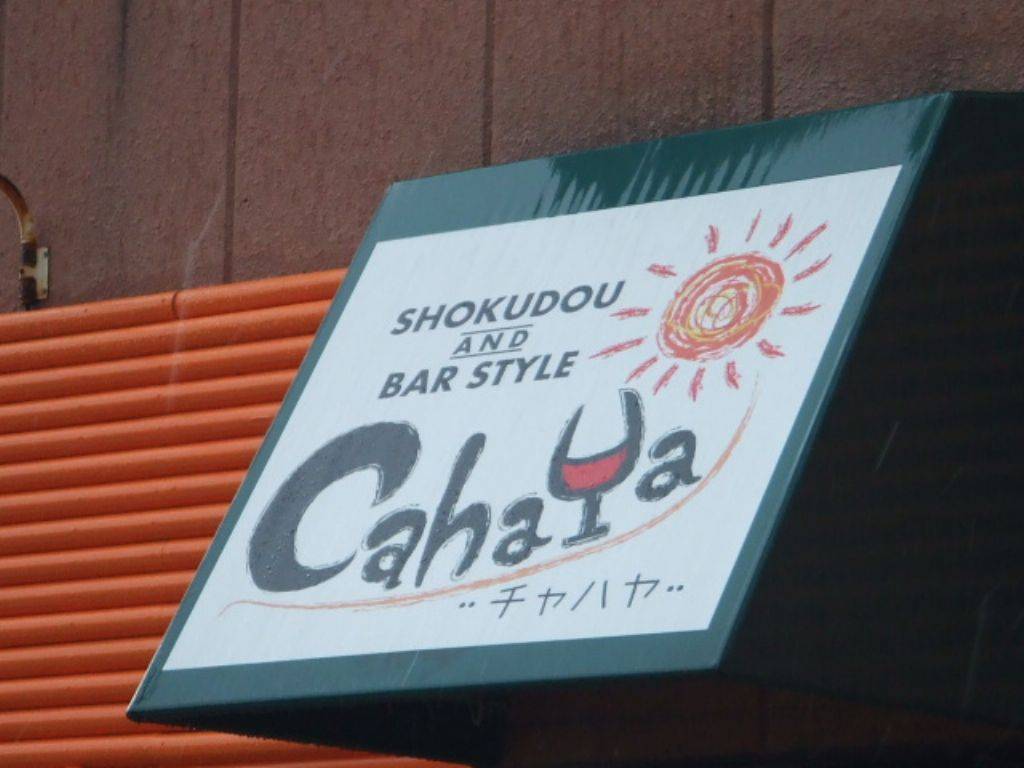 SHOKUDOU
AND
BAR STYLE
Cahaya
‥チャハヤ‥